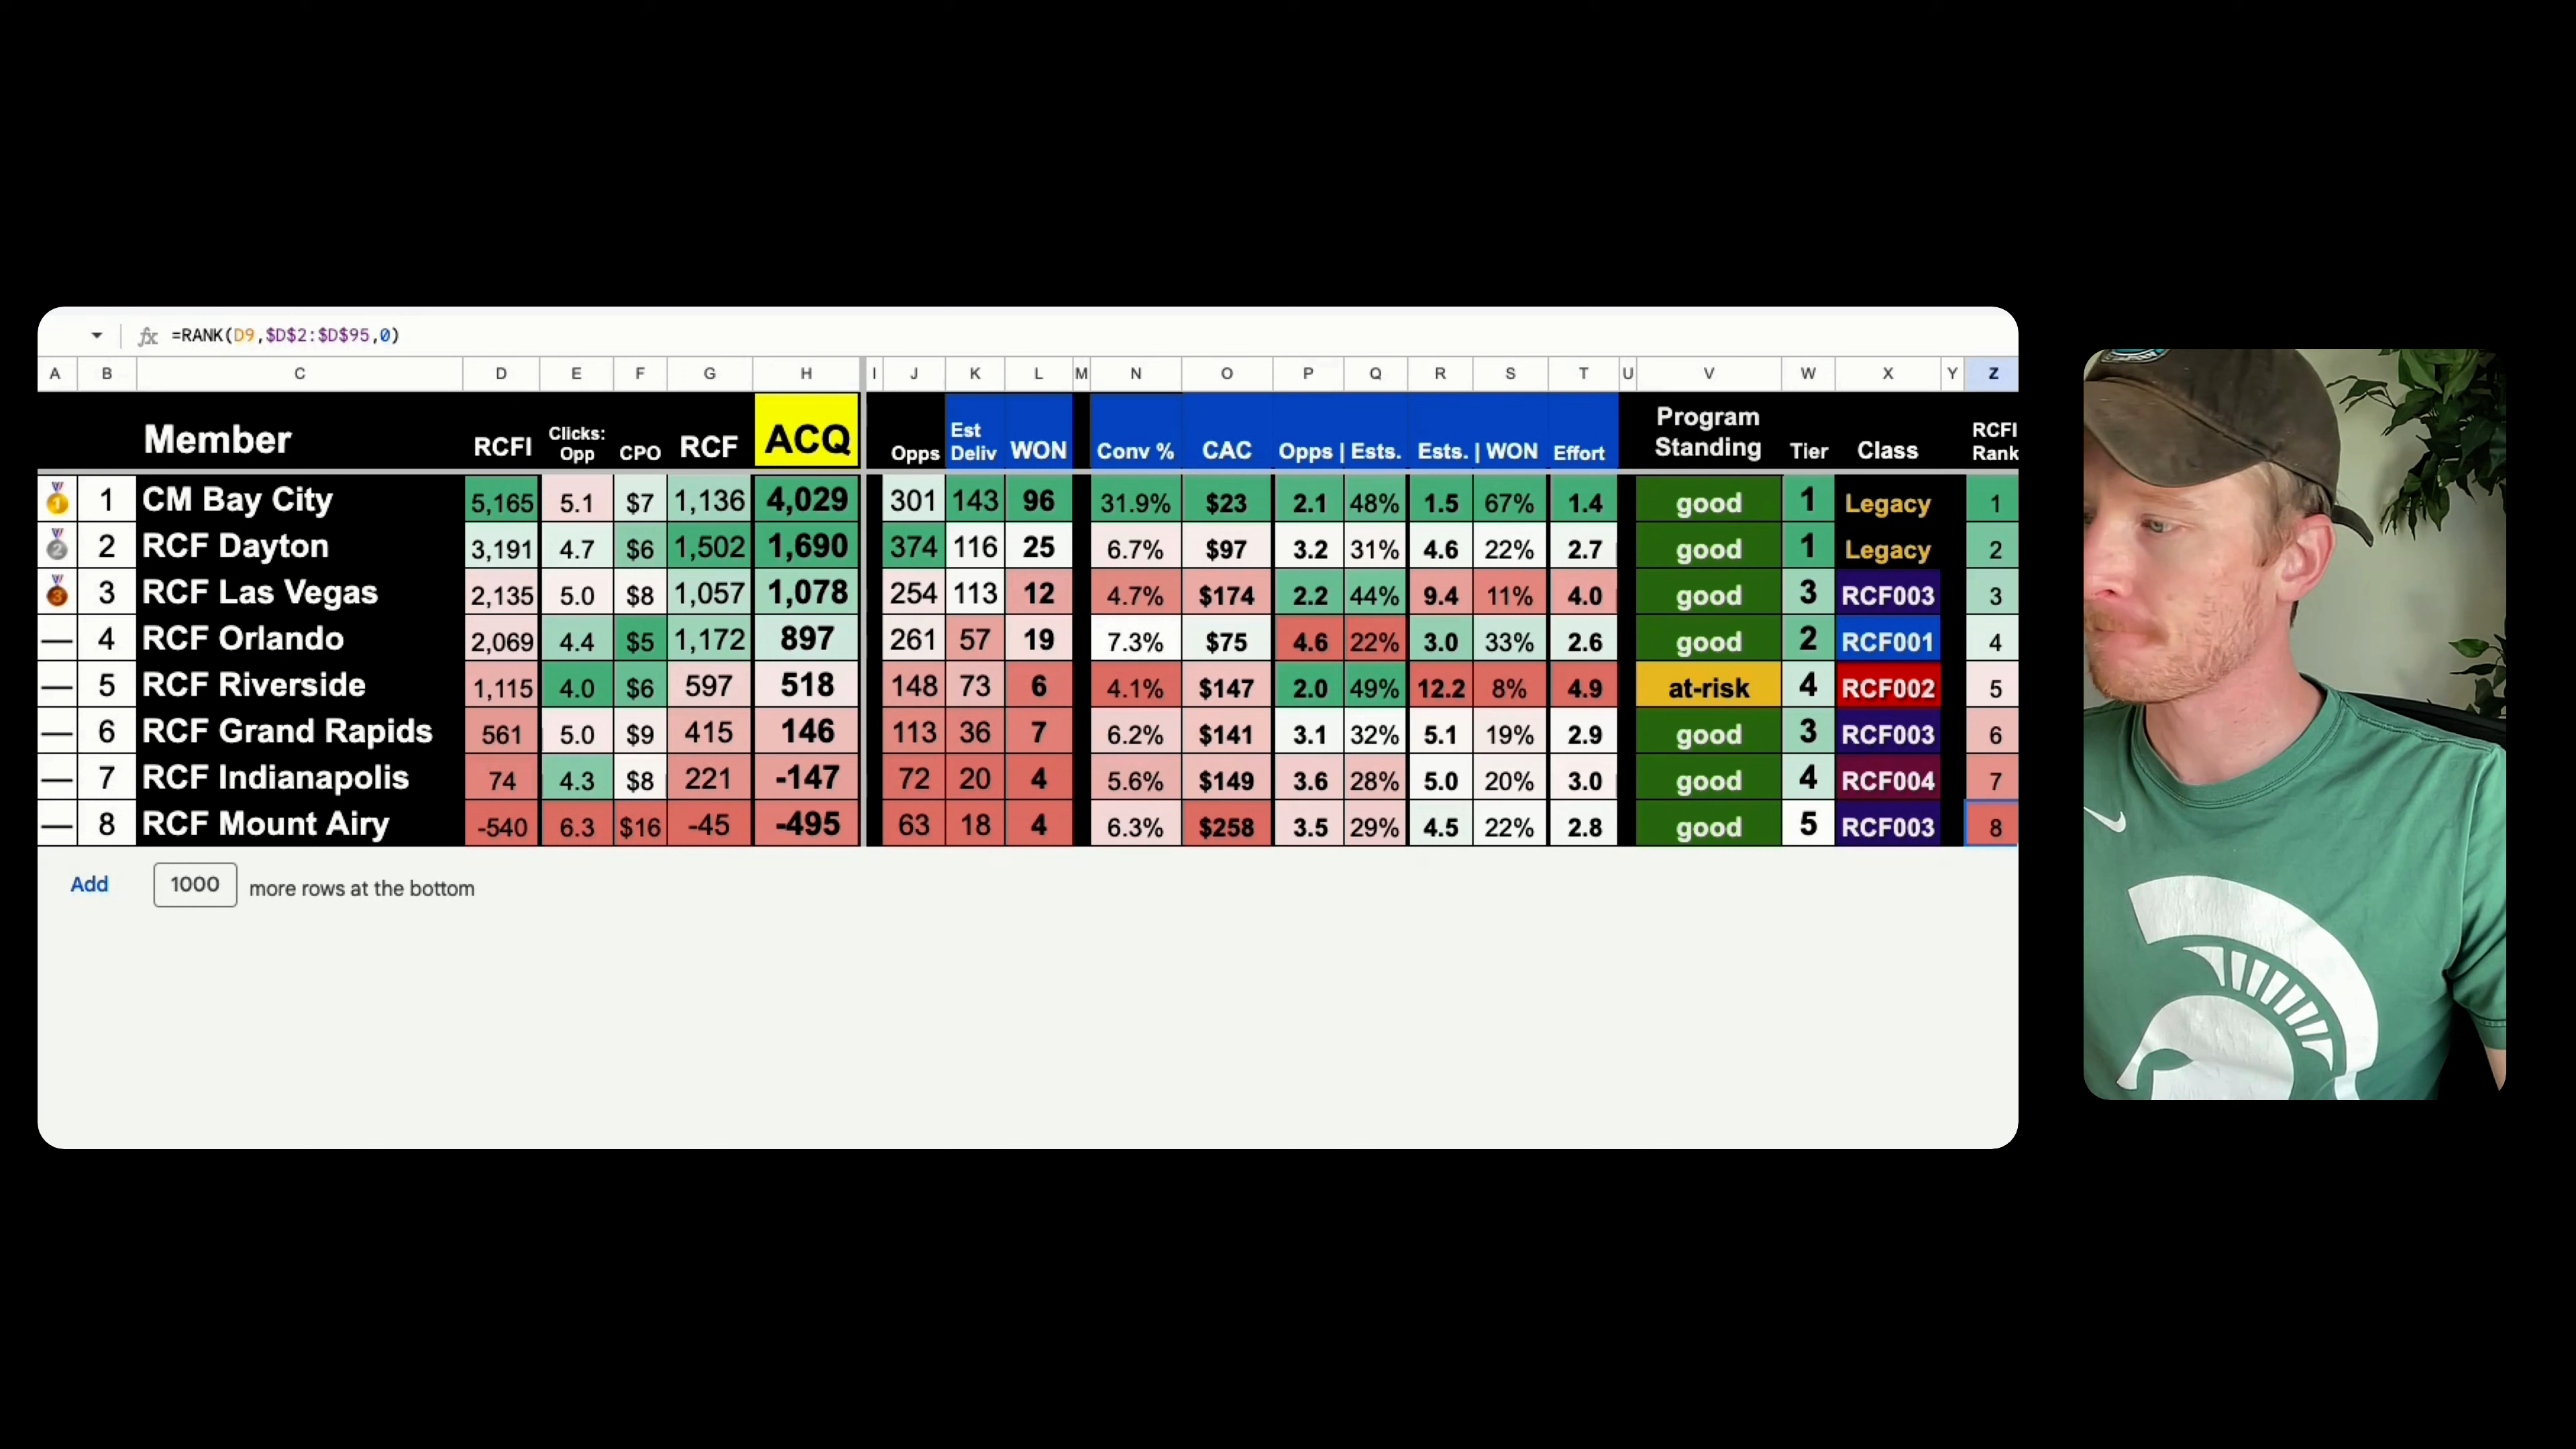 fx =RANK(D9,$D$2:$D$95,0)
A B C D E F G H I J K L M N O P Q R S T U V W X Y Z
Member RCFI Clicks: Opp CPO RCF ACQ Opps Est Deliv WON Conv % CAC Opps | Ests. Ests. | WON Effort Program Standing Tier Class RCFI Rank
1 1 CM Bay City 5,165 5.1 $7 1,136 4,029 301 143 96 31.9% $23 2.1 48% 1.5 67% 1.4 good 1 Legacy 1
2 2 RCF Dayton 3,191 4.7 $6 1,502 1,690 374 116 25 6.7% $97 3.2 31% 4.6 22% 2.7 good 1 Legacy 2
3 3 RCF Las Vegas 2,135 5.0 $8 1,057 1,078 254 113 12 4.7% $174 2.2 44% 9.4 11% 4.0 good 3 RCF003 3
— 4 RCF Orlando 2,069 4.4 $5 1,172 897 261 57 19 7.3% $75 4.6 22% 3.0 33% 2.6 good 2 RCF001 4
— 5 RCF Riverside 1,115 4.0 $6 597 518 148 73 6 4.1% $147 2.0 49% 12.2 8% 4.9 at-risk 4 RCF002 5
— 6 RCF Grand Rapids 561 5.0 $9 415 146 113 36 7 6.2% $141 3.1 32% 5.1 19% 2.9 good 3 RCF003 6
— 7 RCF Indianapolis 74 4.3 $8 221 -147 72 20 4 5.6% $149 3.6 28% 5.0 20% 3.0 good 4 RCF004 7
— 8 RCF Mount Airy -540 6.3 $16 -45 -495 63 18 4 6.3% $258 3.5 29% 4.5 22% 2.8 good 5 RCF003 8
Add 1000 more rows at the bottom